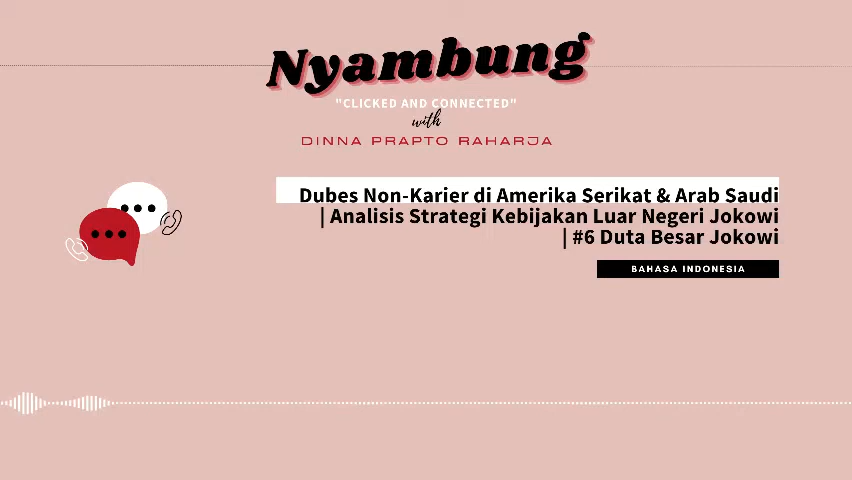 Nyambung
"CLICKED AND CONNECTED"
with
DINNA PRAPTO RAHARJA
Dubes Non-Karier di Amerika Serikat & Arab Saudi
| Analisis Strategi Kebijakan Luar Negeri Jokowi
| #6 Duta Besar Jokowi
BAHASA INDONESIA